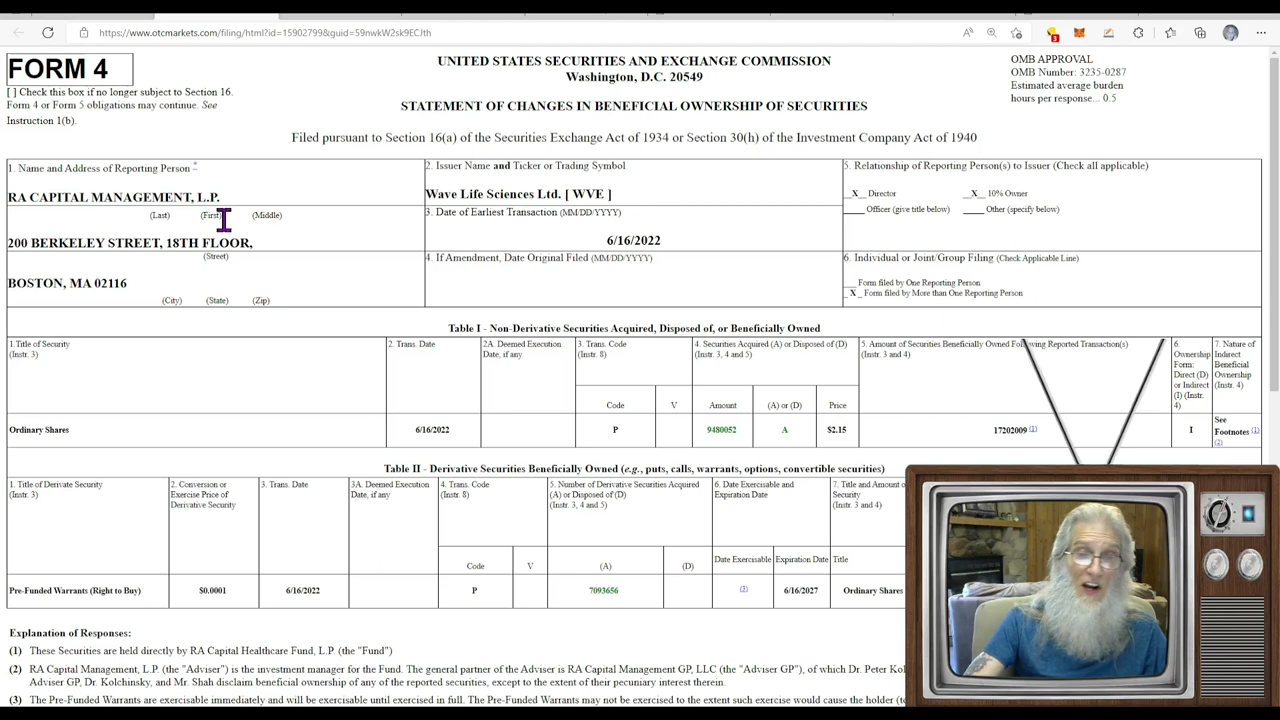 https://www.otcmarkets.com/filing/html?id=15902799&guid=59nwkW2sk9ECJth
FORM 4
[ ] Check this box if no longer subject to Section 16.
Form 4 or Form 5 obligations may continue. See
Instruction 1(b).
UNITED STATES SECURITIES AND EXCHANGE COMMISSION
Washington, D.C. 20549
STATEMENT OF CHANGES IN BENEFICIAL OWNERSHIP OF SECURITIES
OMB APPROVAL
OMB Number: 3235-0287
Estimated average burden
hours per response... 0.5
Filed pursuant to Section 16(a) of the Securities Exchange Act of 1934 or Section 30(h) of the Investment Company Act of 1940
1. Name and Address of Reporting Person *
RA CAPITAL MANAGEMENT, L.P.
(Last) (First) (Middle)
200 BERKELEY STREET, 18TH FLOOR,
(Street)
BOSTON, MA 02116
(City) (State) (Zip)
2. Issuer Name and Ticker or Trading Symbol
Wave Life Sciences Ltd. [ WVE ]
3. Date of Earliest Transaction (MM/DD/YYYY)
6/16/2022
4. If Amendment, Date Original Filed (MM/DD/YYYY)
5. Relationship of Reporting Person(s) to Issuer (Check all applicable)
__X__ Director __X__ 10% Owner
_____ Officer (give title below) _____ Other (specify below)
6. Individual or Joint/Group Filing (Check Applicable Line)
___ Form filed by One Reporting Person
_X_ Form filed by More than One Reporting Person
Table I - Non-Derivative Securities Acquired, Disposed of, or Beneficially Owned
1.Title of Security
(Instr. 3)
2. Trans. Date
2A. Deemed Execution
Date, if any
3. Trans. Code
(Instr. 8)
4. Securities Acquired (A) or Disposed of (D)
(Instr. 3, 4 and 5)
5. Amount of Securities Beneficially Owned Following Reported Transaction(s)
(Instr. 3 and 4)
6.
Ownership
Form:
Direct (D)
or Indirect
(I) (Instr.
4)
7. Nature of
Indirect
Beneficial
Ownership
(Instr. 4)
Code V Amount (A) or (D) Price
Ordinary Shares 6/16/2022 P 9480052 A $2.15 17202009 (1) I See
Footnotes (1)
(2)
Table II - Derivative Securities Beneficially Owned (e.g., puts, calls, warrants, options, convertible securities)
1. Title of Derivate Security
(Instr. 3)
2. Conversion or
Exercise Price of
Derivative Security
3. Trans. Date
3A. Deemed Execution
Date, if any
4. Trans. Code
(Instr. 8)
5. Number of Derivative Securities Acquired
(A) or Disposed of (D)
(Instr. 3, 4 and 5)
6. Date Exercisable and
Expiration Date
7. Title and Amount o
Security
(Instr. 3 and 4)
Code V (A) (D) Date Exercisable Expiration Date Title
Pre-Funded Warrants (Right to Buy) $0.0001 6/16/2022 P 7093656 (3) 6/16/2027 Ordinary Shares
Explanation of Responses:
(1) These Securities are held directly by RA Capital Healthcare Fund, L.P. (the "Fund")
(2) RA Capital Management, L.P. (the "Adviser") is the investment manager for the Fund. The general partner of the Adviser is RA Capital Management GP, LLC (the "Adviser GP"), of which Dr. Peter Kol
Adviser GP, Dr. Kolchinsky, and Mr. Shah disclaim beneficial ownership of any of the reported securities, except to the extent of their pecuniary interest therein.
(3) The Pre-Funded Warrants are exercisable immediately and will be exercisable until exercised in full. The Pre-Funded Warrants may not be exercised to the extent such exercise would cause the holder (to